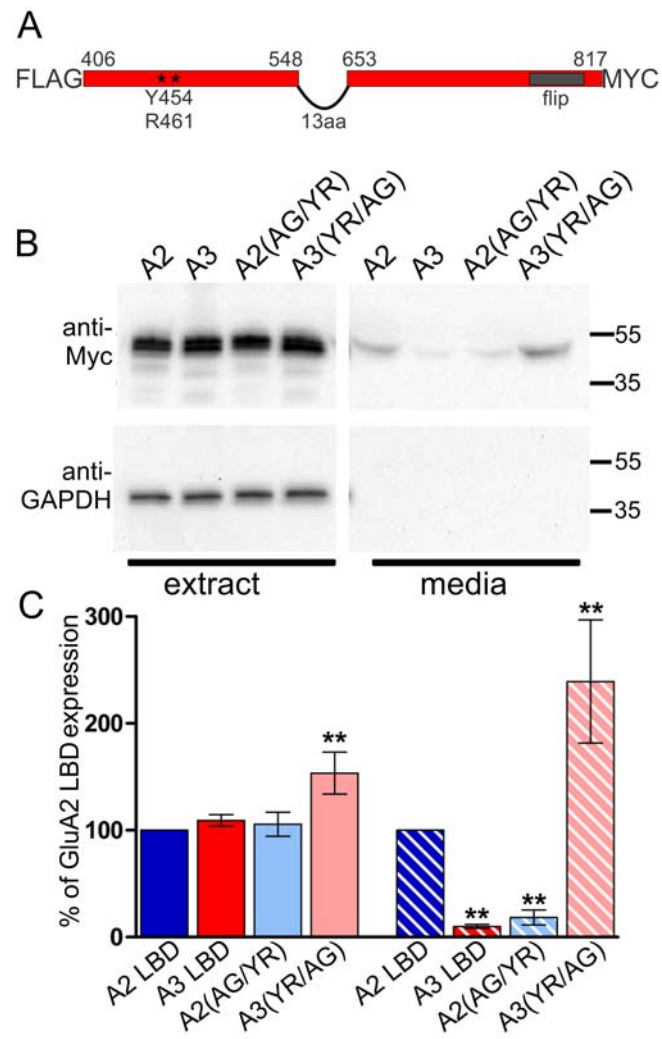 A
406 548 653 817
FLAG ★★ MYC
Y454 flip
R461 13aa
B
A2 A3 A2(AG/YR) A3(YR/AG) A2 A3 A2(AG/YR) A3(YR/AG)
anti-
Myc
55
35
anti-
GAPDH
55
35
extract media
C
% of GluA2 LBD expression
300
200
100
0
** ** ** **
A2 LBD A3 LBD A2(AG/YR) A3(YR/AG) A2 LBD A3 LBD A2(AG/YR) A3(YR/AG)